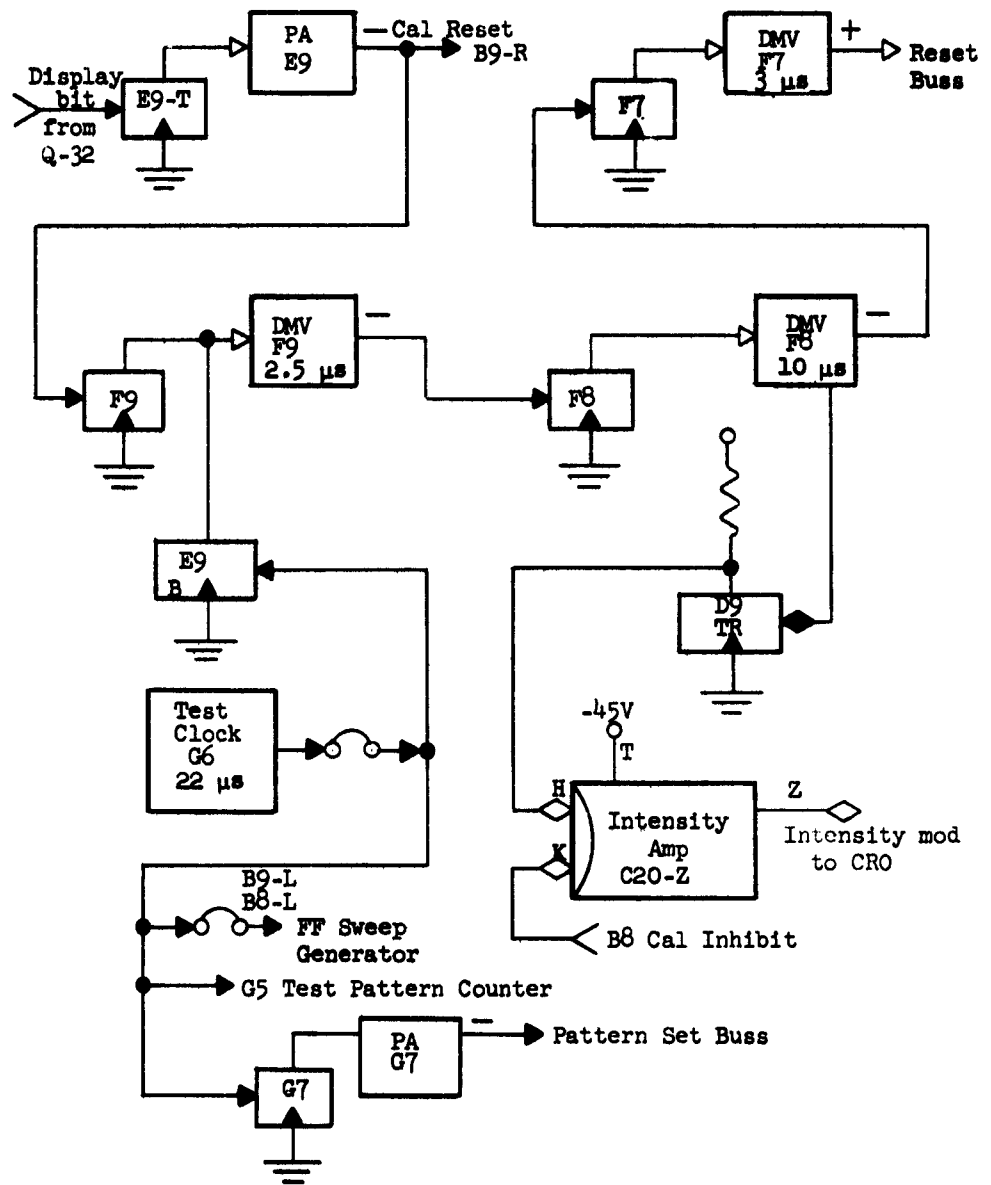 PA
E9
— Cal Reset
B9-R
DMV
F7
3 µs
+
Reset
Buss
Display
bit
from
Q-32
E9-T
F7
DMV
F9
2.5 µs
—
DMV
F8
10 µs
—
F9
F8
E9
B
D9
TR
Test
Clock
G6
22 µs
-45V
T
H
K
Intensity
Amp
C20-Z
Z
Intensity mod
to CRO
B9-L
B8-L
FF Sweep
Generator
B8 Cal Inhibit
G5 Test Pattern Counter
PA
G7
—
Pattern Set Buss
G7